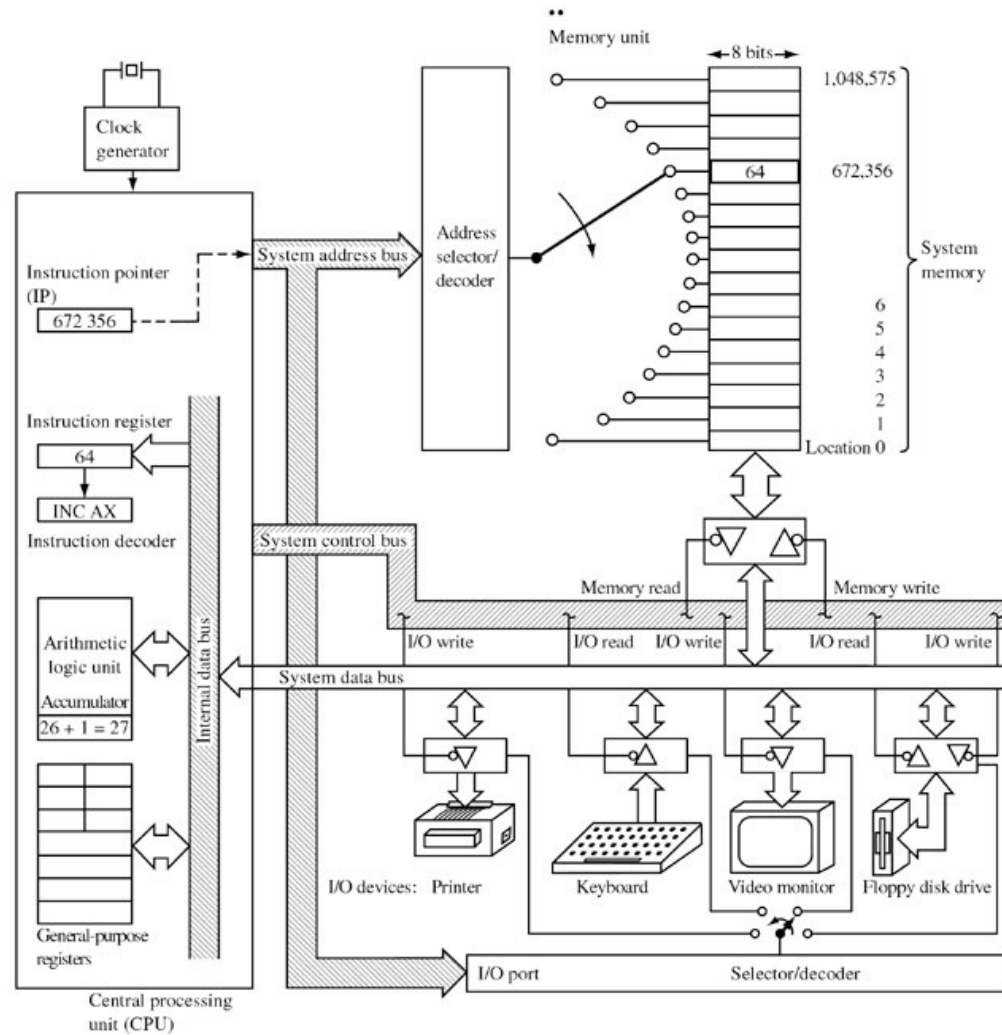 Memory unit
8 bits
1,048,575
Clock
generator
64
672,356
System address bus
Address
selector/
decoder
System
memory
Instruction pointer
(IP)
672 356
6
5
4
3
2
1
Location 0
Instruction register
64
INC AX
Instruction decoder
System control bus
Memory read
Memory write
I/O write
I/O read
I/O write
I/O read
I/O write
Arithmetic
logic unit
Accumulator
26 + 1 = 27
Internal data bus
System data bus
I/O devices:
Printer
Keyboard
Video monitor
Floppy disk drive
General-purpose
registers
I/O port
Selector/decoder
Central processing
unit (CPU)